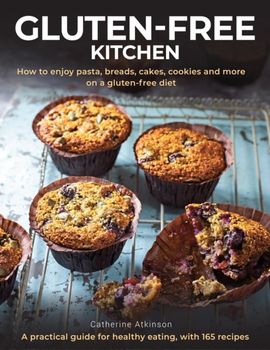 GLUTEN-FREE
KITCHEN
How to enjoy pasta, breads, cakes, cookies and more
on a gluten-free diet
Catherine Atkinson
A practical guide for healthy eating, with 165 recipes